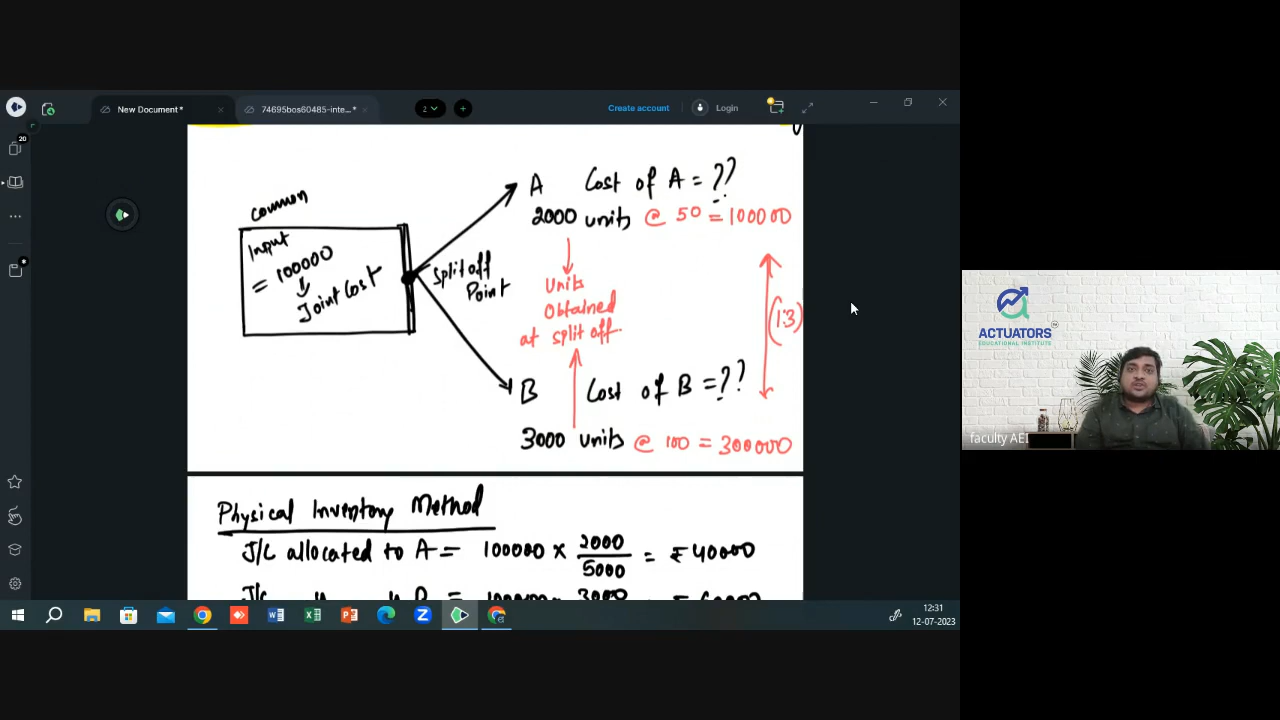 New Document*
74695bos60485-inte...*
2
Create account
Login
20
Common
Input
= 100000
Joint Cost
Split off
Point
A Cost of A = ??
2000 units @ 50 = 100000
Units
Obtained
at split off.
(1:3)
B Cost of B = ??
3000 units @ 100 = 300000
Physical Inventory Method
J/C allocated to A = 100000 × 2000/5000 = ₹ 40000
ACTUATORS
EDUCATIONAL INSTITUTE
faculty AEI
12:31
12-07-2023